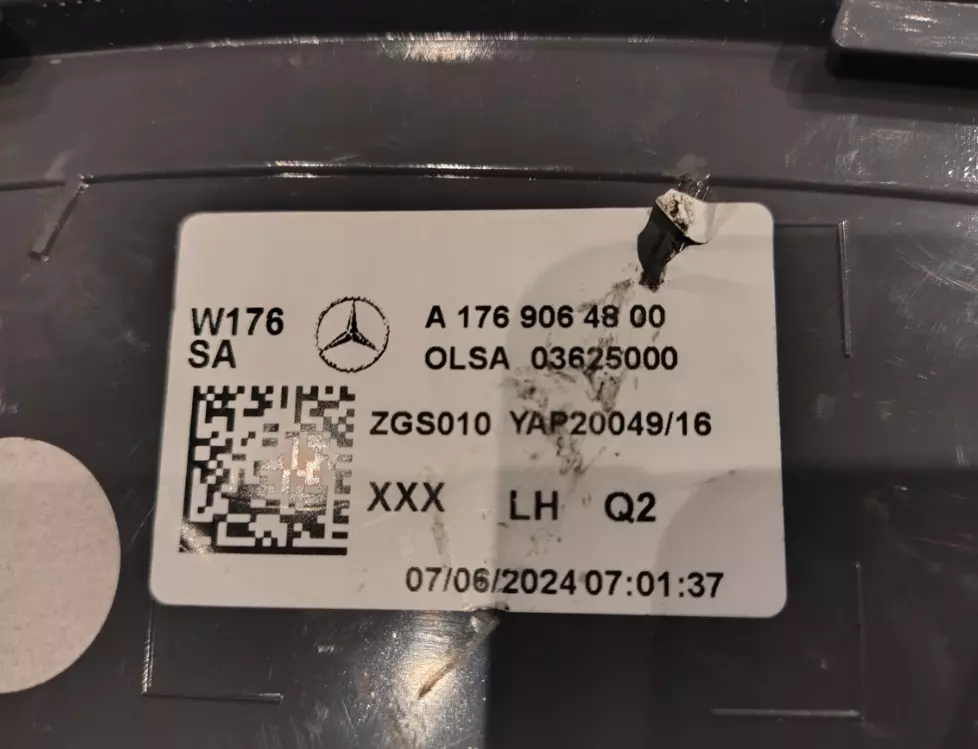 W176
SA
A 176 906 48 00
OLSA 03625000
ZGS010 YAP20049/16
XXX LH Q2
07/06/2024 07:01:37